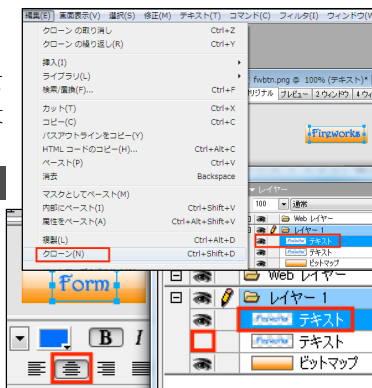 編集(E) 画面表示(V) 選択(S) 修正(M) テキスト(T) コマンド(C) フィルタ(I) ウィンドウ(W
クローン の取り消し Ctrl+Z
クローン の繰り返し(R) Ctrl+Y
挿入(I)
ライブラリ(L)
検索/置換(F)... Ctrl+F
カット(T) Ctrl+X
コピー(C) Ctrl+C
パスアウトラインをコピー(Y)
HTML コードのコピー(H)... Ctrl+Alt+C
ペースト(P) Ctrl+V
消去 Backspace
マスクとしてペースト(M)
内部にペースト(I) Ctrl+Shift+V
属性をペースト(A) Ctrl+Alt+Shift+V
複製(L) Ctrl+Alt+D
クローン(N) Ctrl+Shift+D
fwbtn.png @ 100% (テキスト)*
リジナル プレビュー 2 ウィンドウ 4 ウィ
Fireworks
レイヤー
100 通常
Web レイヤー
レイヤー 1
テキスト
テキスト
ビットマップ
Form
B I
Web レイヤー
レイヤー 1
Fireworks テキスト
Fireworks テキスト
ビットマップ